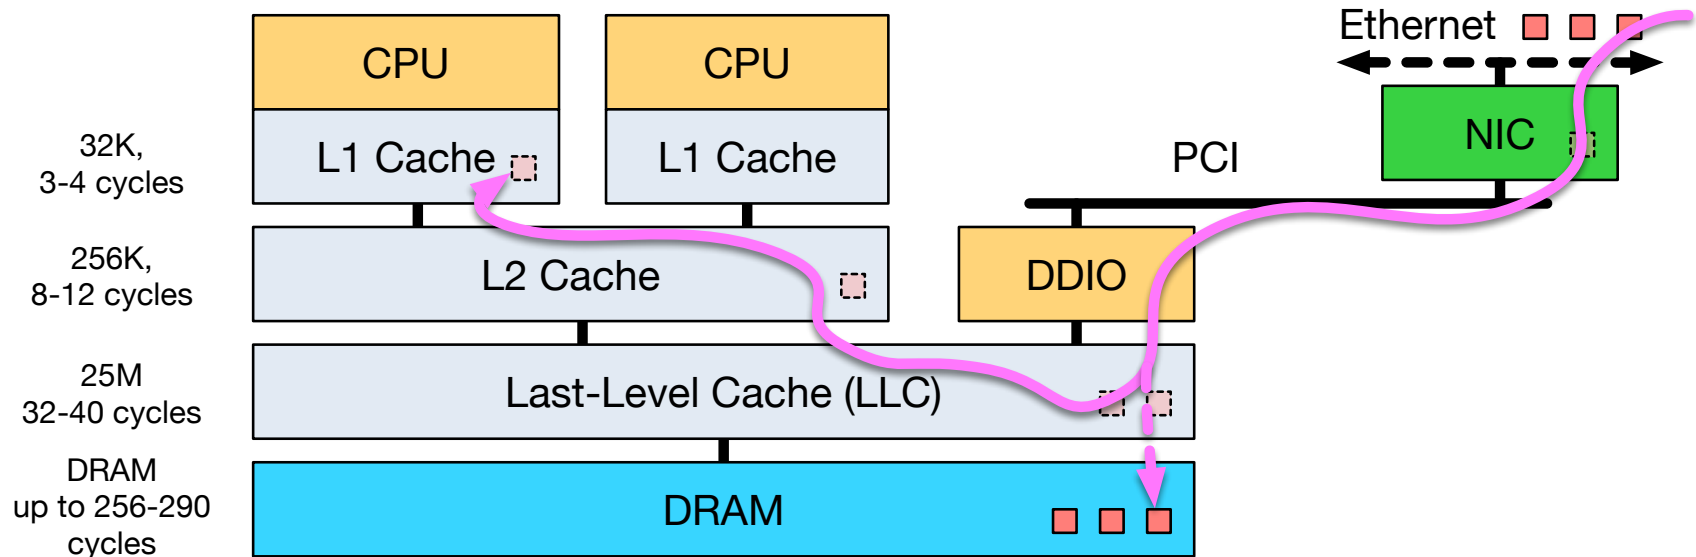 CPU
CPU
Ethernet
32K,
3-4 cycles
L1 Cache
L1 Cache
PCI
NIC
256K,
8-12 cycles
L2 Cache
DDIO
25M
32-40 cycles
Last-Level Cache (LLC)
DRAM
up to 256-290
cycles
DRAM